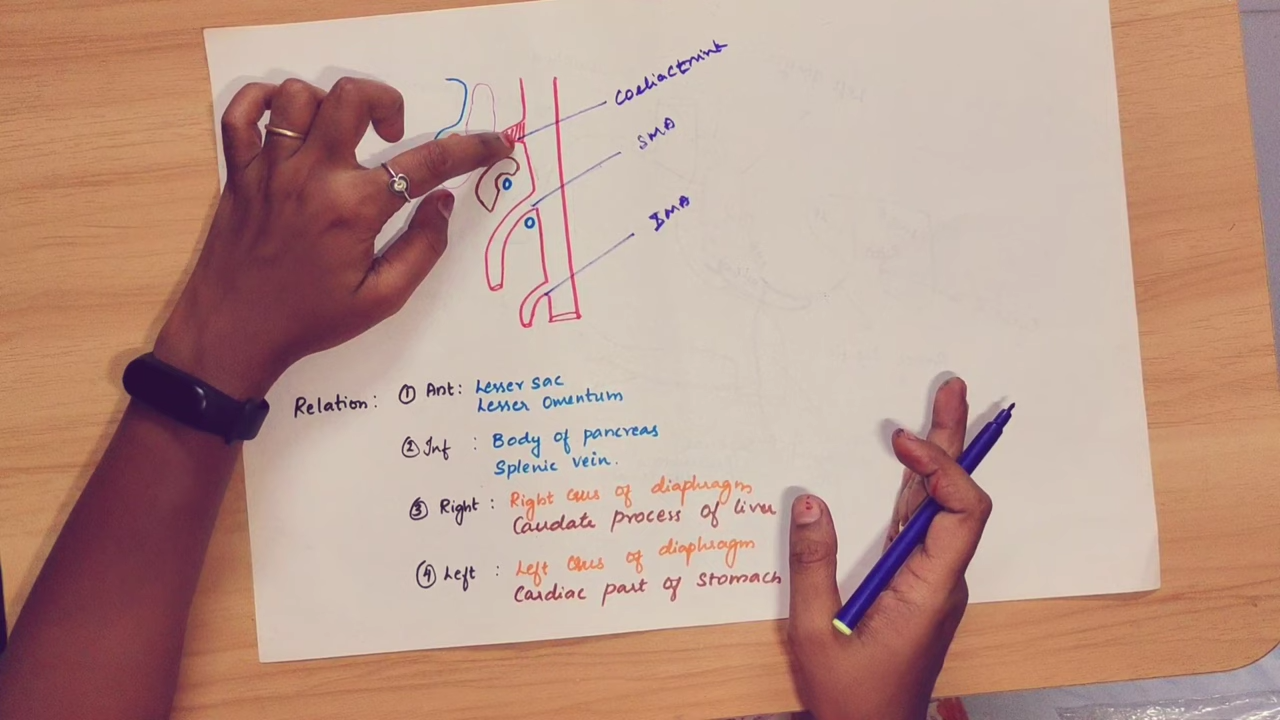 Coeliac trunk
SMA
IMA
Relation: ① Ant: Lesser sac
Lesser Omentum
② Inf : Body of pancreas
Splenic vein.
③ Right : Right Crus of diaphragm
Caudate process of liver
④ Left : Left Crus of diaphragm
Cardiac part of stomach